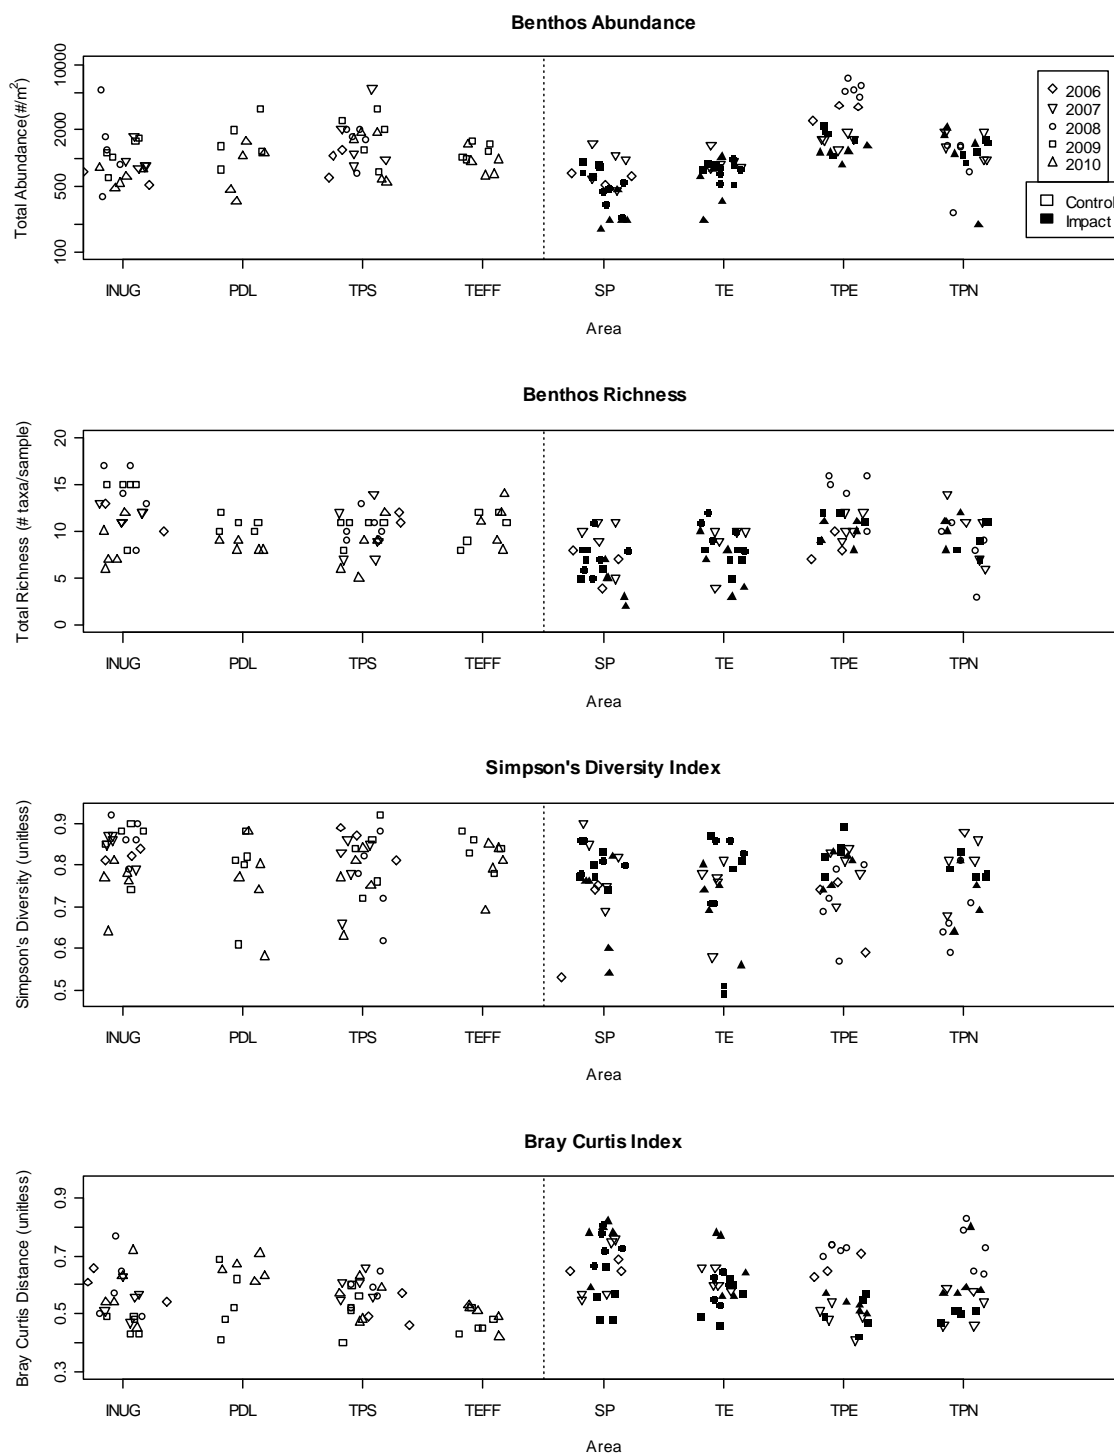 Benthos Abundance
Total Abundance(#/m²)
10000
2000
500
100
2006
2007
2008
2009
2010
Control
Impact
INUG PDL TPS TEFF SP TE TPE TPN
Area
Benthos Richness
Total Richness (# taxa/sample)
20
15
10
5
0
INUG PDL TPS TEFF SP TE TPE TPN
Area
Simpson's Diversity Index
Simpson's Diversity (unitless)
0.9
0.8
0.7
0.6
0.5
INUG PDL TPS TEFF SP TE TPE TPN
Area
Bray Curtis Index
Bray Curtis Distance (unitless)
0.9
0.7
0.5
0.3
INUG PDL TPS TEFF SP TE TPE TPN
Area